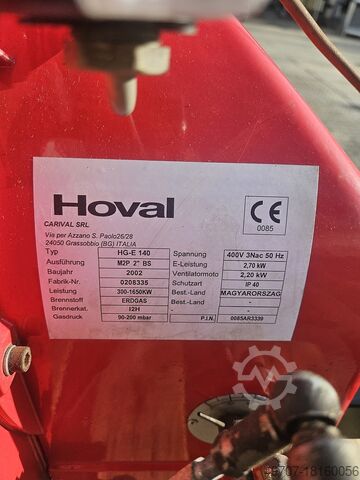 Hoval
CE
0085
CARIVAL SRL
Via per Azzano S. Paolo26/28
24050 Grassobbio (BG) ITALIA
Typ HG-E 140 Spannung 400V 3Nac 50 Hz
Ausführung M2P 2" BS E-Leistung 2,70 kW
Baujahr 2002 Ventilatormoto 2,20 kW
Fabrik-Nr. 0208335 Schutzart IP 40
Leistung 300-1650KW Best.-Land MAGYARORSZAG
Brennstoff ERDGAS Best.-Land
Brennerkat. I2H
Gasdruck 90-200 mbar P.I.N. 0085AR3339
B707-18160056